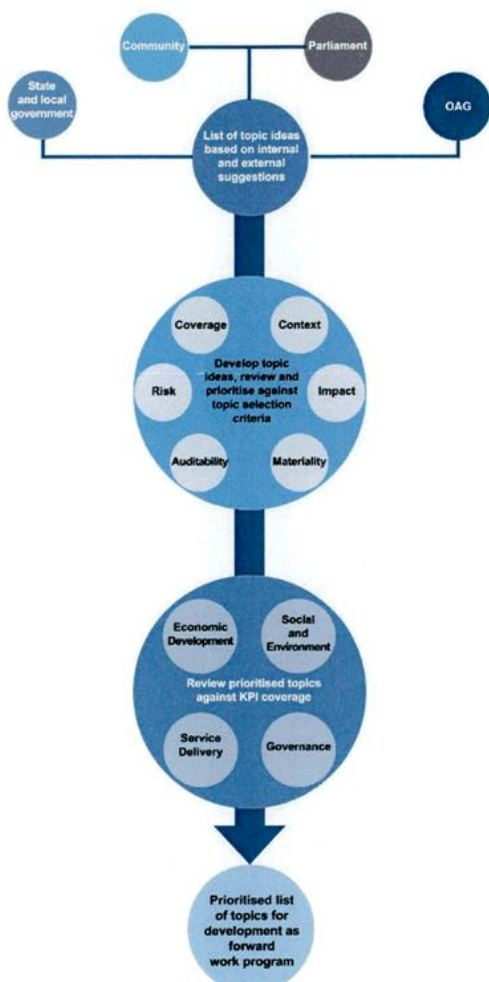 Community
Parliament
State
and local
government
OAG
List of topic ideas
based on internal
and external
suggestions
Coverage
Context
Develop topic
ideas, review and
prioritise against
topic selection
criteria
Risk
Impact
Auditability
Materiality
Economic
Development
Social
and
Environment
Review prioritised topics
against KPI coverage
Service
Delivery
Governance
Prioritised list
of topics for
development as
forward
work program